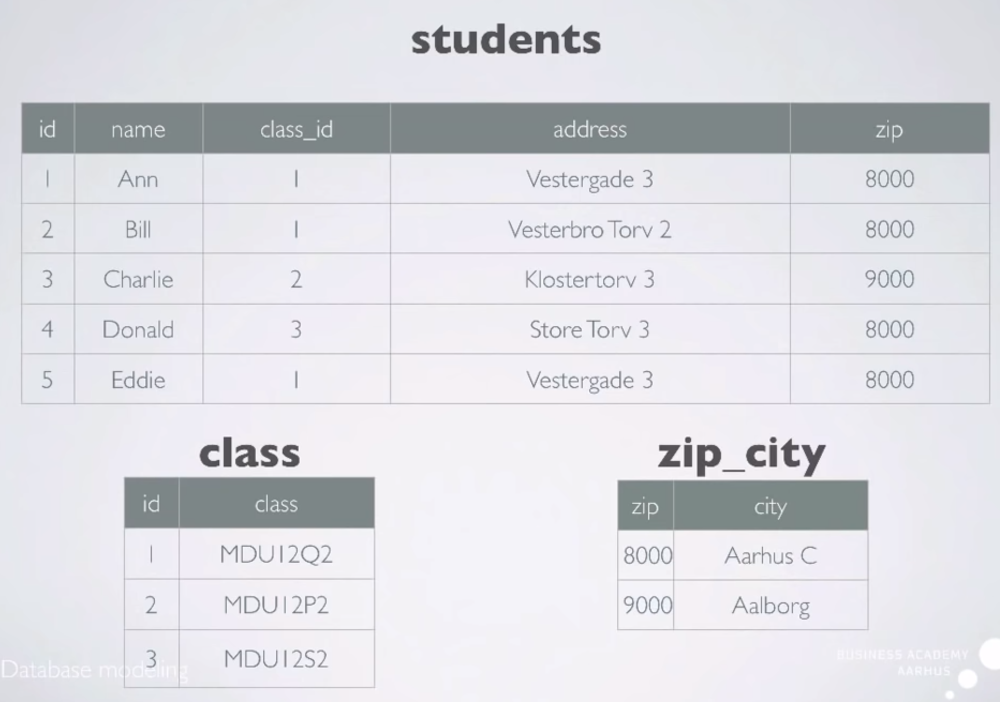 students
id name class_id address zip
1 Ann 1 Vestergade 3 8000
2 Bill 1 Vesterbro Torv 2 8000
3 Charlie 2 Klostertorv 3 9000
4 Donald 3 Store Torv 3 8000
5 Eddie 1 Vestergade 3 8000
class
id class
1 MDU12Q2
2 MDU12P2
3 MDU12S2
zip_city
zip city
8000 Aarhus C
9000 Aalborg
Database modeling
BUSINESS ACADEMY
AARHUS